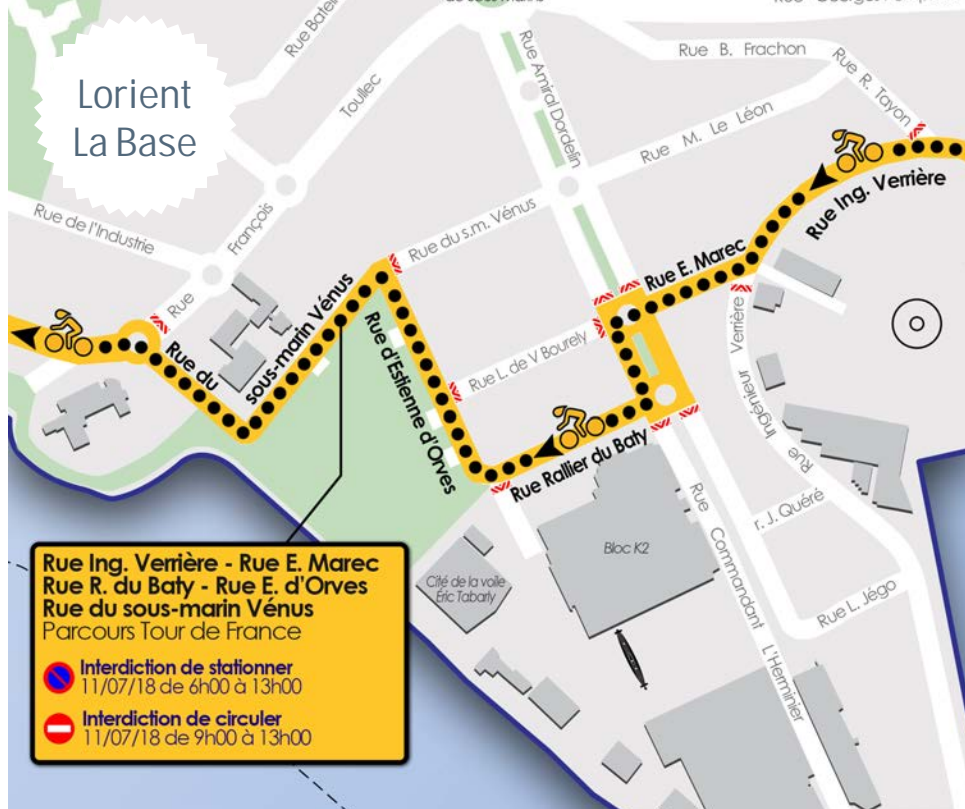 Lorient
La Base
Rue B. Frachon
Rue R. Tayon
Rue Amiral Dordelin
Toullec
François
Rue
Rue M. Le Léon
Rue Ing. Verrière
Rue de l'Industrie
Rue du s.m. Vénus
Rue E. Marec
Rue du
sous-marin Vénus
Rue d'Estienne d'Orves
Rue L. de V Bourely
Rue Ingénieur Verrière
Rue
Rue Rallier du Baty
Rue Commandant L'Herminier
r. J. Quéré
Rue L. Jégo
Bloc K2
Cité de la voile
Éric Tabarly
Rue Ing. Verrière - Rue E. Marec
Rue R. du Baty - Rue E. d'Orves
Rue du sous-marin Vénus
Parcours Tour de France
Interdiction de stationner
11/07/18 de 6h00 à 13h00
Interdiction de circuler
11/07/18 de 9h00 à 13h00